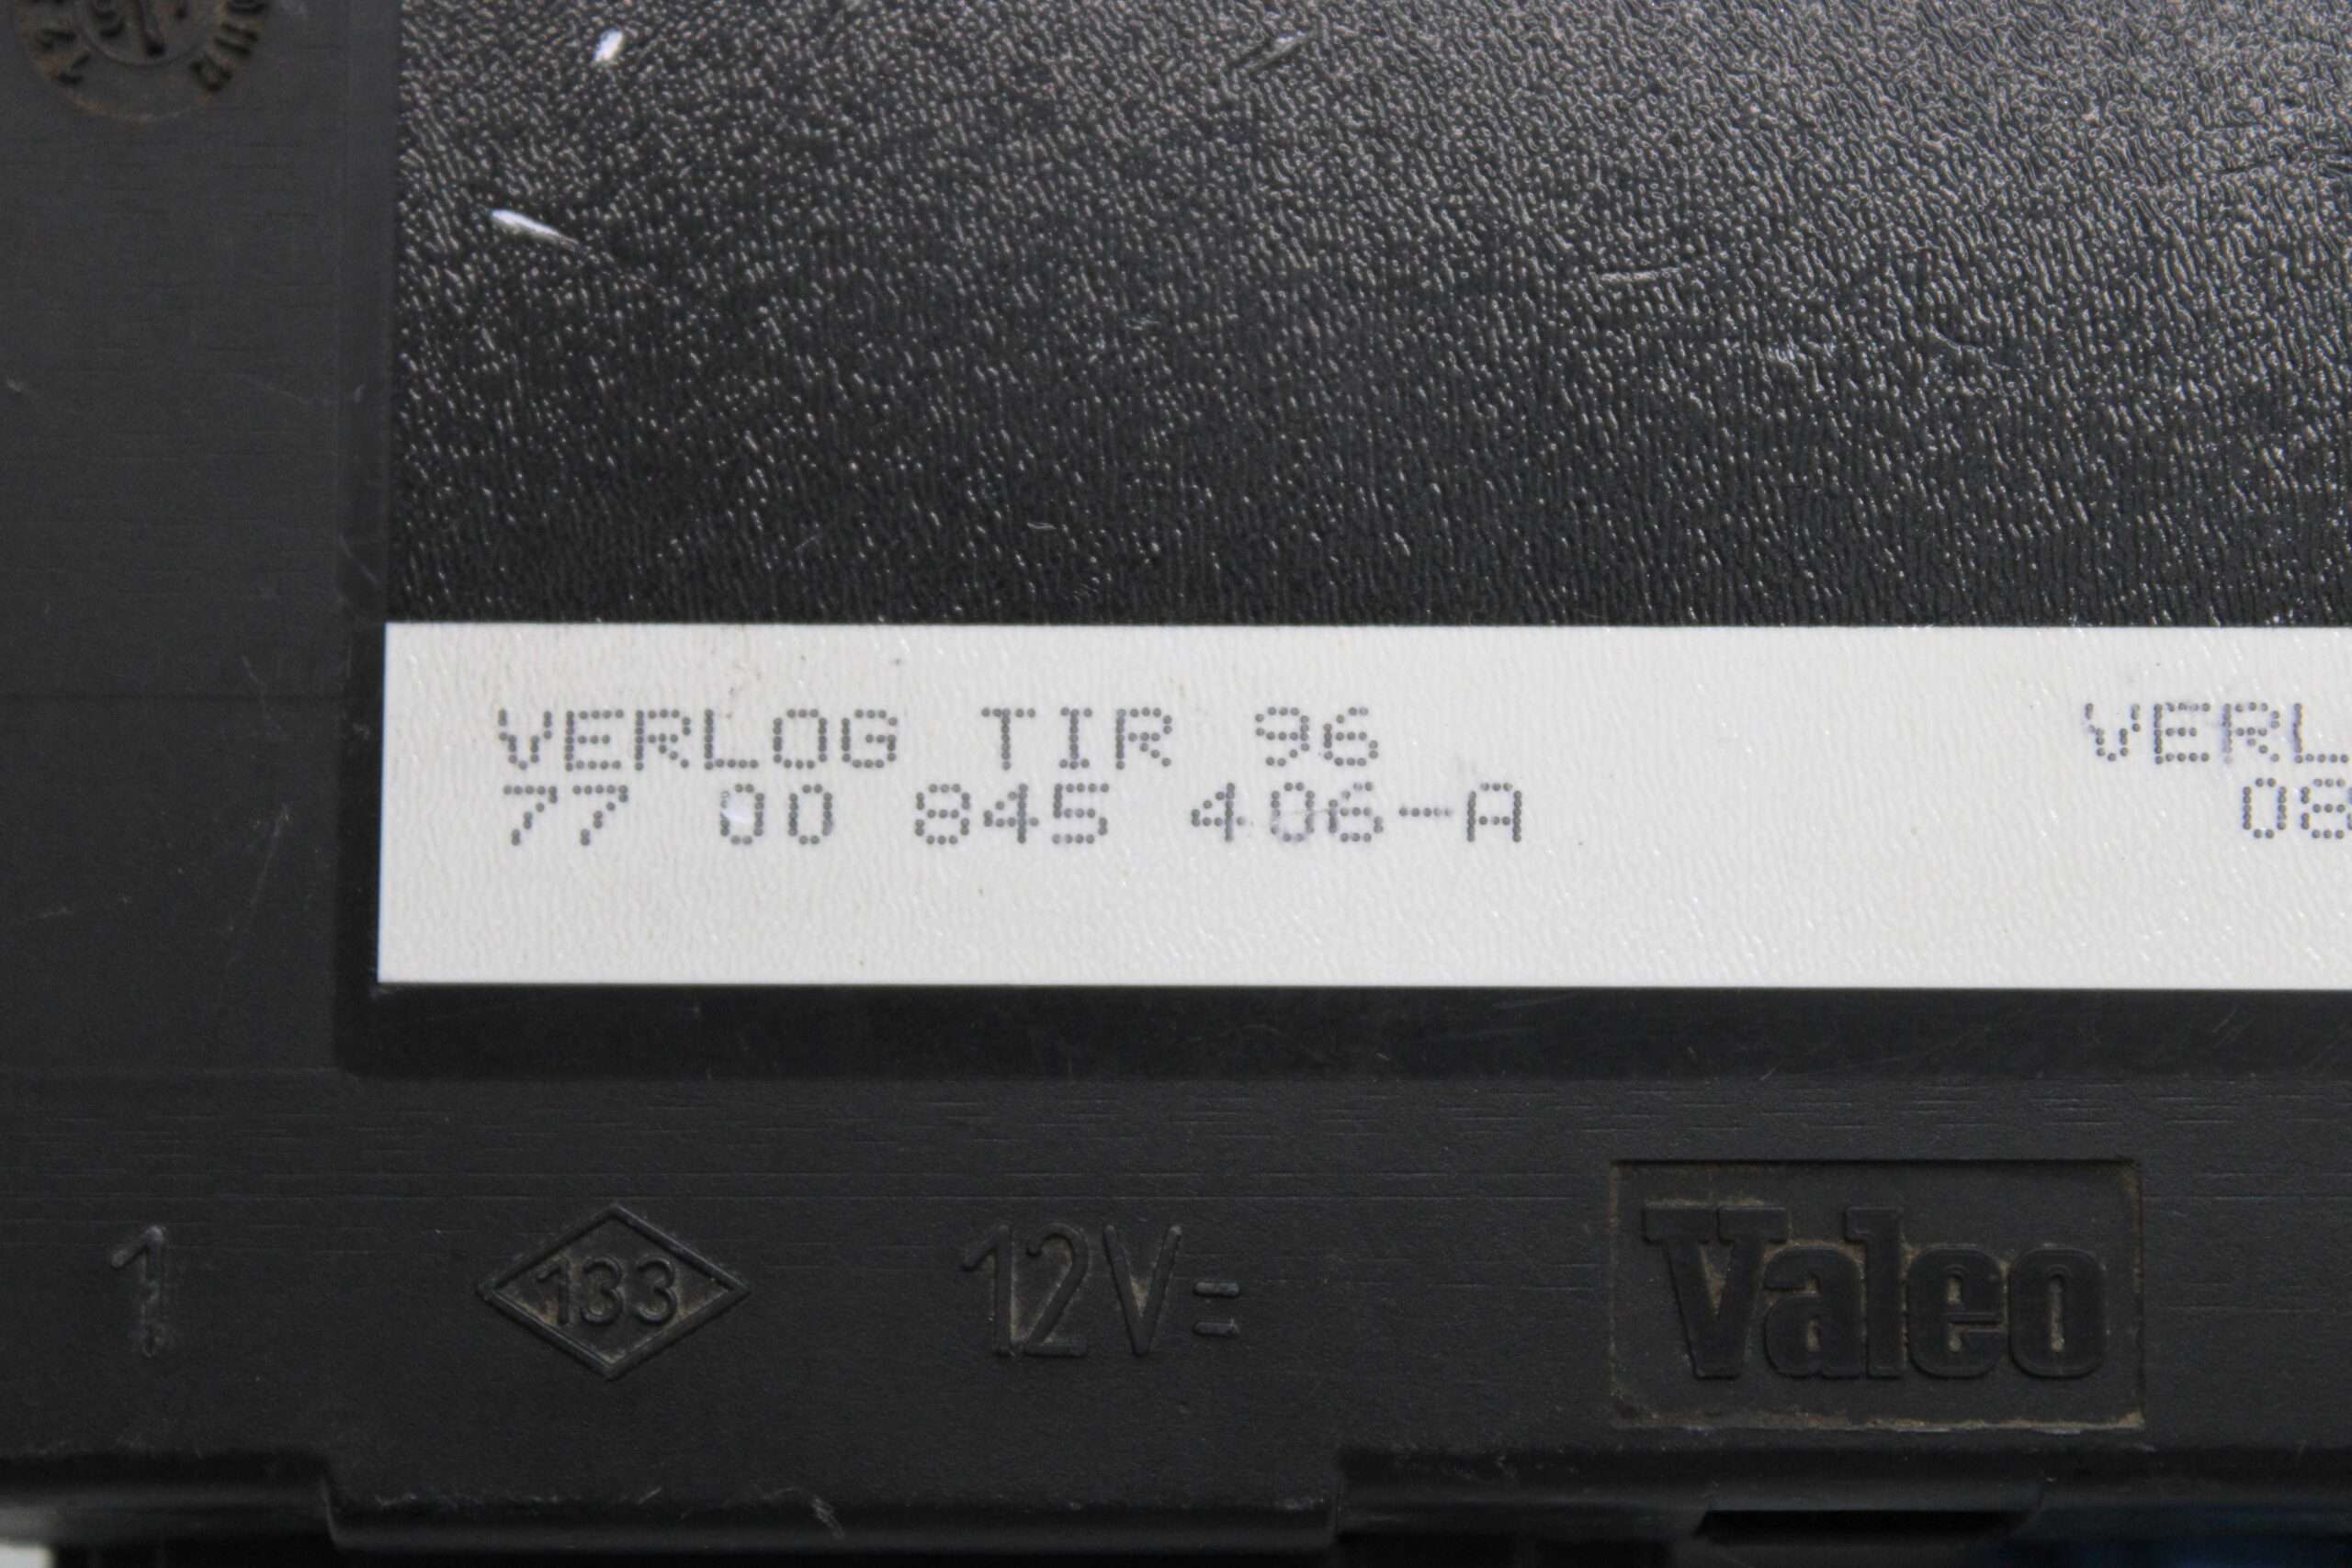 VERLOG TIR 96
77 00 845 406-A
VERL
08
1
133
12V=
Valeo